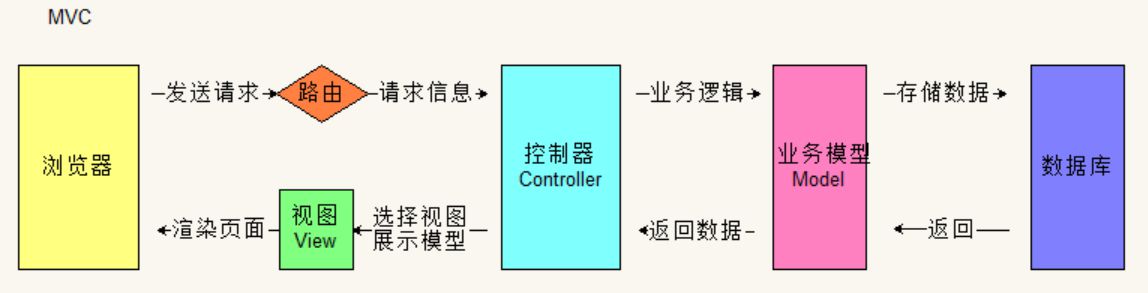 MVC
发送请求
路由
请求信息
业务逻辑
存储数据
浏览器
控制器
Controller
业务模型
Model
数据库
渲染页面
视图
View
选择视图
展示模型
返回数据
返回